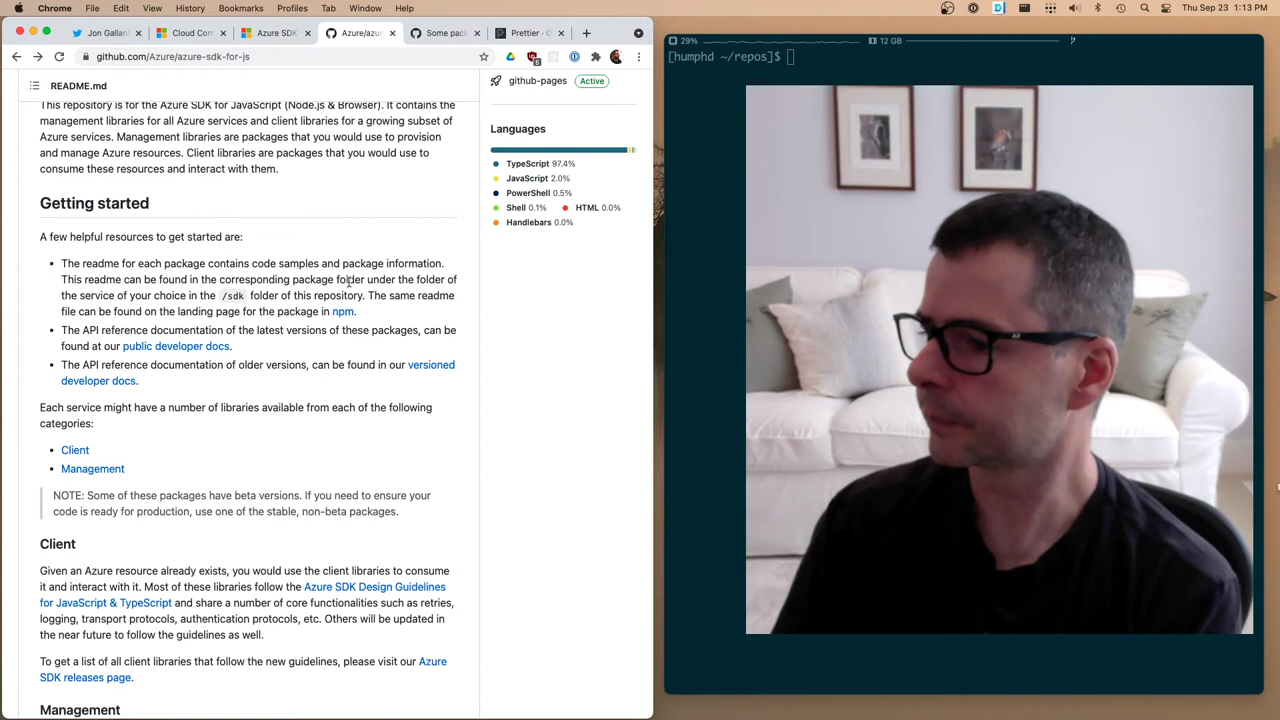 Chrome File Edit View History Bookmarks Profiles Tab Window Help
Thu Sep 23 1:13 PM
Jon Gallan
Cloud Com
Azure SDK
Azure/azur
Some pack
Prettier - C
github.com/Azure/azure-sdk-for-js
README.md
This repository is for the Azure SDK for JavaScript (Node.js & Browser). It contains the
management libraries for all Azure services and client libraries for a growing subset of
Azure services. Management libraries are packages that you would use to provision
and manage Azure resources. Client libraries are packages that you would use to
consume these resources and interact with them.
Getting started
A few helpful resources to get started are:
• The readme for each package contains code samples and package information.
This readme can be found in the corresponding package folder under the folder of
the service of your choice in the /sdk folder of this repository. The same readme
file can be found on the landing page for the package in npm.
• The API reference documentation of the latest versions of these packages, can be
found at our public developer docs.
• The API reference documentation of older versions, can be found in our versioned
developer docs.
Each service might have a number of libraries available from each of the following
categories:
• Client
• Management
NOTE: Some of these packages have beta versions. If you need to ensure your
code is ready for production, use one of the stable, non-beta packages.
Client
Given an Azure resource already exists, you would use the client libraries to consume
it and interact with it. Most of these libraries follow the Azure SDK Design Guidelines
for JavaScript & TypeScript and share a number of core functionalities such as retries,
logging, transport protocols, authentication protocols, etc. Others will be updated in
the near future to follow the guidelines as well.
To get a list of all client libraries that follow the new guidelines, please visit our Azure
SDK releases page.
Management
github-pages Active
Languages
TypeScript 97.4%
JavaScript 2.0%
PowerShell 0.5%
Shell 0.1% HTML 0.0%
Handlebars 0.0%
29% 12 GB
[humphd ~/repos]$